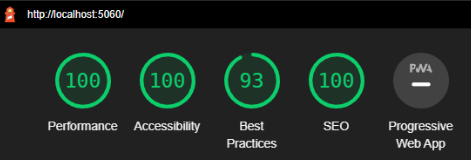 http://localhost:5060/
100
100
93
100
PWA
Performance
Accessibility
Best
Practices
SEO
Progressive
Web App